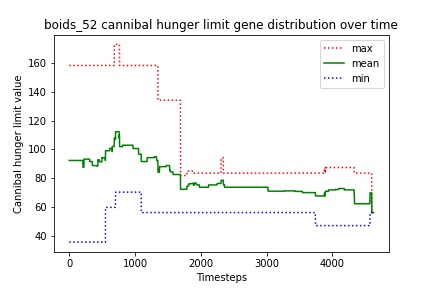 boids_52 cannibal hunger limit gene distribution over time
Cannibal hunger limit value
160
140
120
100
80
60
40
max
mean
min
0
1000
2000
3000
4000
Timesteps